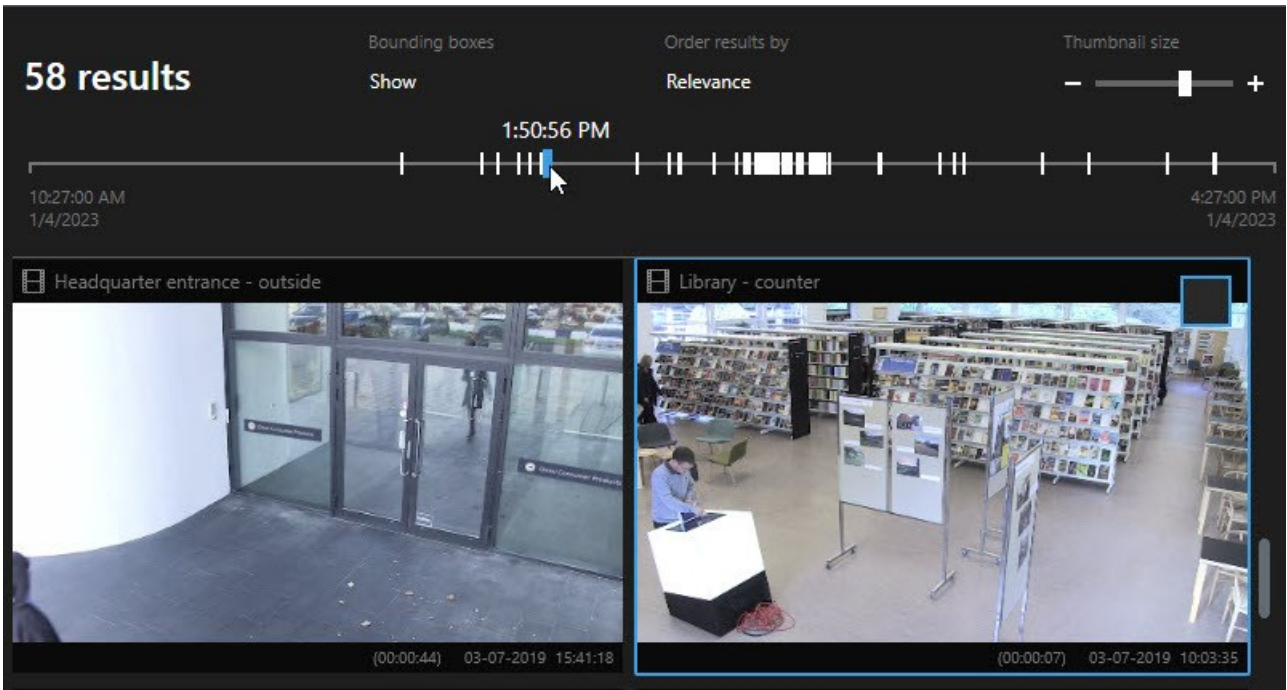 58 results
Bounding boxes
Show
Order results by
Relevance
Thumbnail size
− +
1:50:56 PM
10:27:00 AM
1/4/2023
4:27:00 PM
1/4/2023
Headquarter entrance - outside
(00:00:44) 03-07-2019 15:41:18
Library - counter
(00:00:07) 03-07-2019 10:03:35